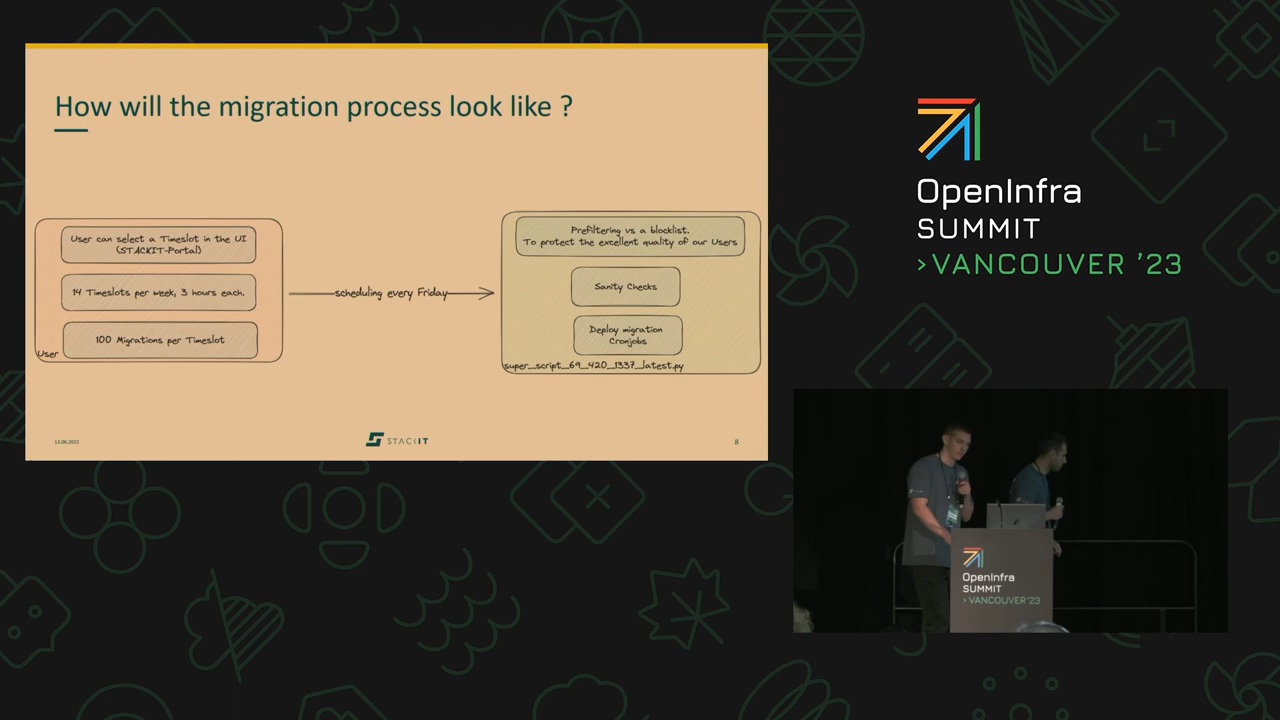 How will the migration process look like ?
User can select a Timeslot in the UI
(STACKIT-Portal)
14 Timeslots per week, 3 hours each.
100 Migrations per Timeslot
User
scheduling every Friday
Prefiltering vs a blocklist.
To protect the excellent quality of our Users
Sanity Checks
Deploy migration
Cronjobs
super_script_69_420_1337_latest.py
13.06.2023
STACKIT
8
OpenInfra
SUMMIT
>VANCOUVER '23
OpenInfra
SUMMIT
>VANCOUVER '23